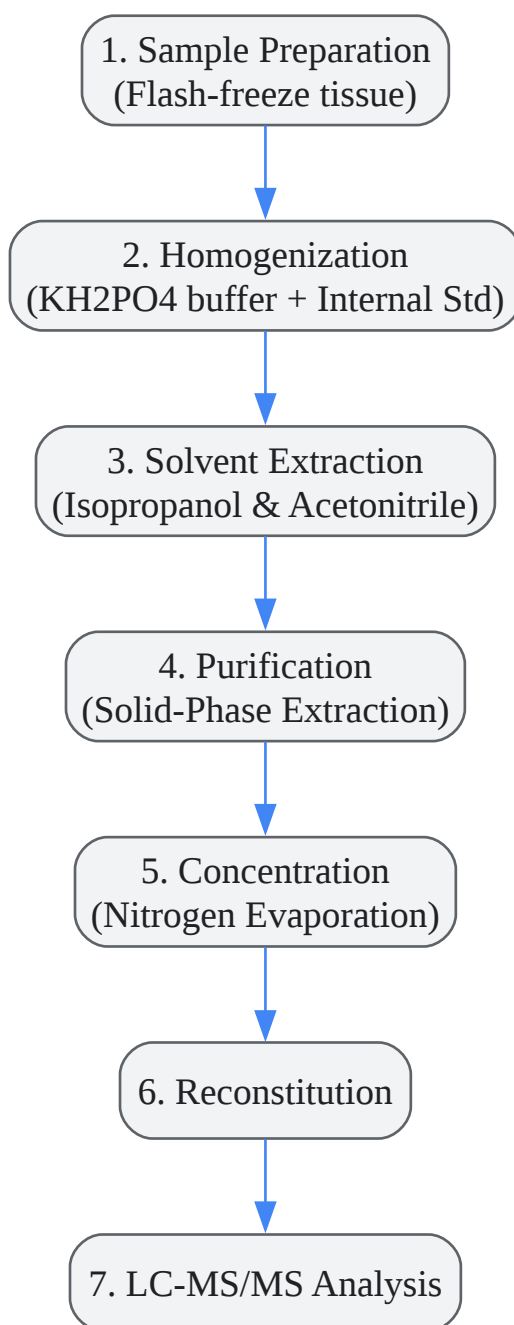 1. Sample Preparation
(Flash-freeze tissue)
2. Homogenization
(KH2PO4 buffer + Internal Std)
3. Solvent Extraction
(Isopropanol & Acetonitrile)
4. Purification
(Solid-Phase Extraction)
5. Concentration
(Nitrogen Evaporation)
6. Reconstitution
7. LC-MS/MS Analysis